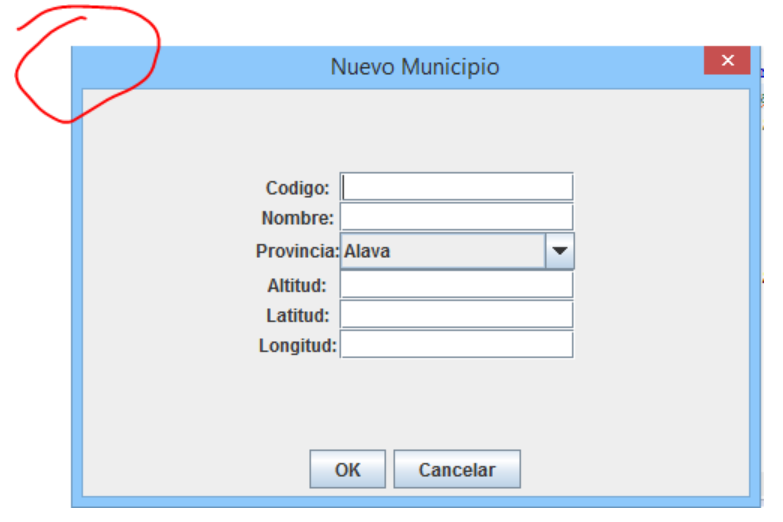 Nuevo Municipio
Codigo:
Nombre:
Provincia: Alava
Altitud:
Latitud:
Longitud:
OK Cancelar